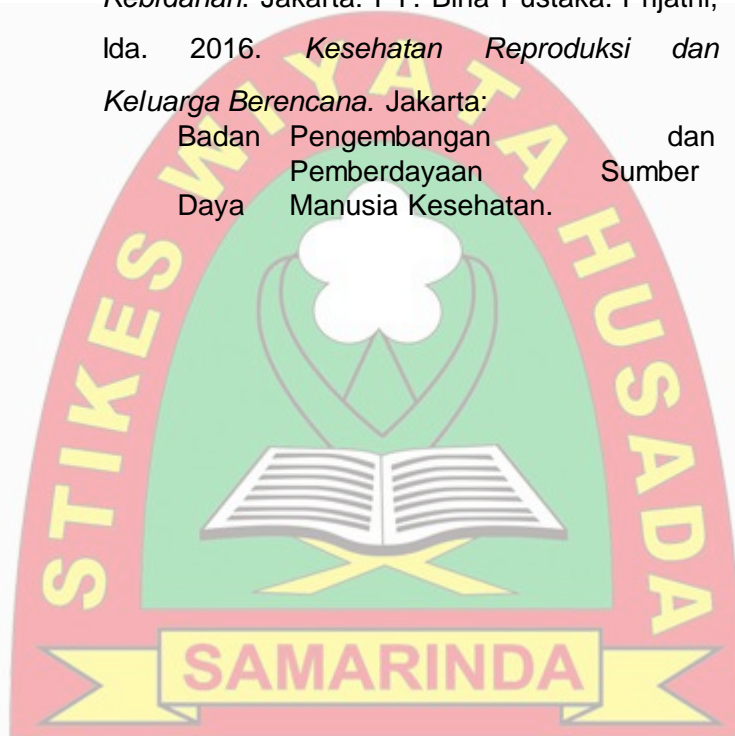 Kebidanan. Jakarta: PT. Bina Pustaka. Prijatni,
Ida. 2016. Kesehatan Reproduksi dan
Keluarga Berencana. Jakarta:
Badan Pengembangan dan
Pemberdayaan Sumber
Daya Manusia Kesehatan.
STIKES WIYATA HUSADA
SAMARINDA